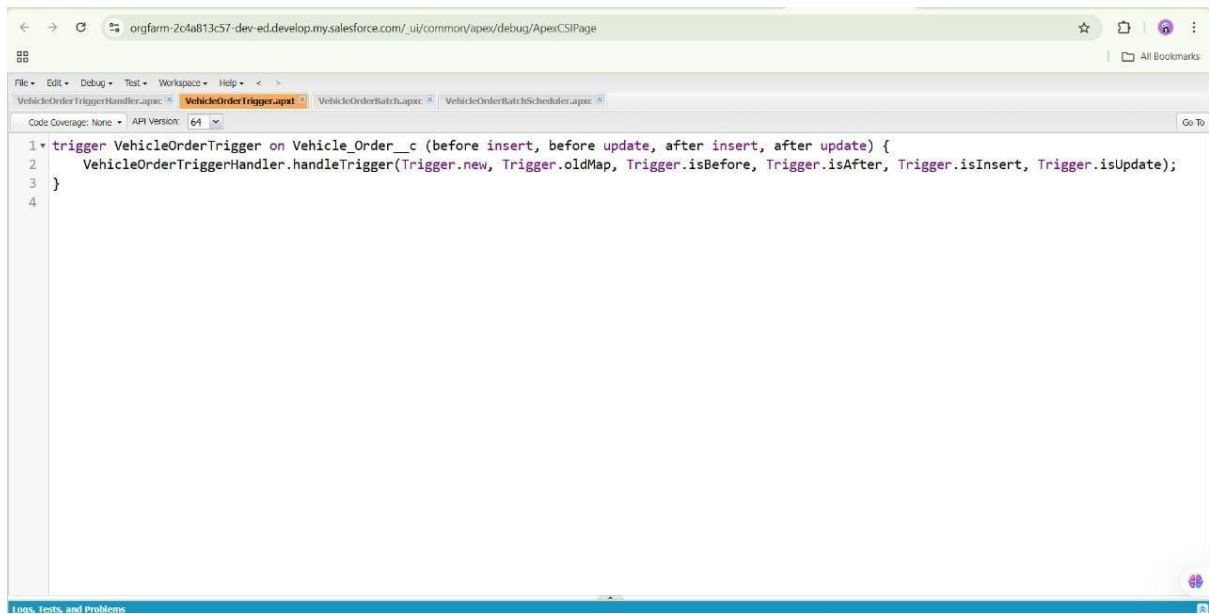 orgfarm-2c4a813c57-dev-ed.develop.my.salesforce.com/_ui/common/apex/debug/ApexCSIPage
All Bookmarks
File Edit Debug Test Workspace Help < >
VehicleOrderTriggerHandler.apxc VehicleOrderTrigger.apxt VehicleOrderBatch.apxc VehicleOrderBatchScheduler.apxc
Code Coverage: None API Version: 64 Go To
1 trigger VehicleOrderTrigger on Vehicle_Order__c (before insert, before update, after insert, after update) {
2 VehicleOrderTriggerHandler.handleTrigger(Trigger.new, Trigger.oldMap, Trigger.isBefore, Trigger.isAfter, Trigger.isInsert, Trigger.isUpdate);
3 }
4
Logs, Tests, and Problems